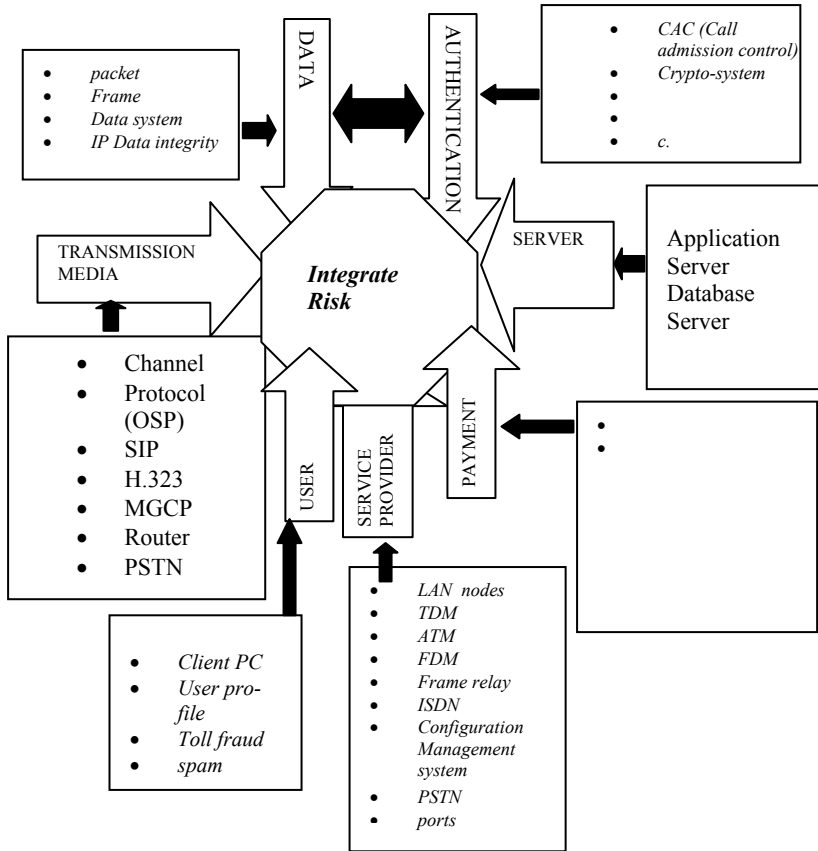 DATA
AUTHENTICATION
• packet
• Frame
• Data system
• IP Data integrity
• CAC (Call
admission control)
• Crypto-system
•
•
• c.
TRANSMISSION
MEDIA
Integrate
Risk
SERVER
Application
Server
Database
Server
• Channel
• Protocol
(OSP)
• SIP
• H.323
• MGCP
• Router
• PSTN
USER
SERVICE
PROVIDER
PAYMENT
•
•
• Client PC
• User pro-
file
• Toll fraud
• spam
• LAN nodes
• TDM
• ATM
• FDM
• Frame relay
• ISDN
• Configuration
Management
system
• PSTN
• ports